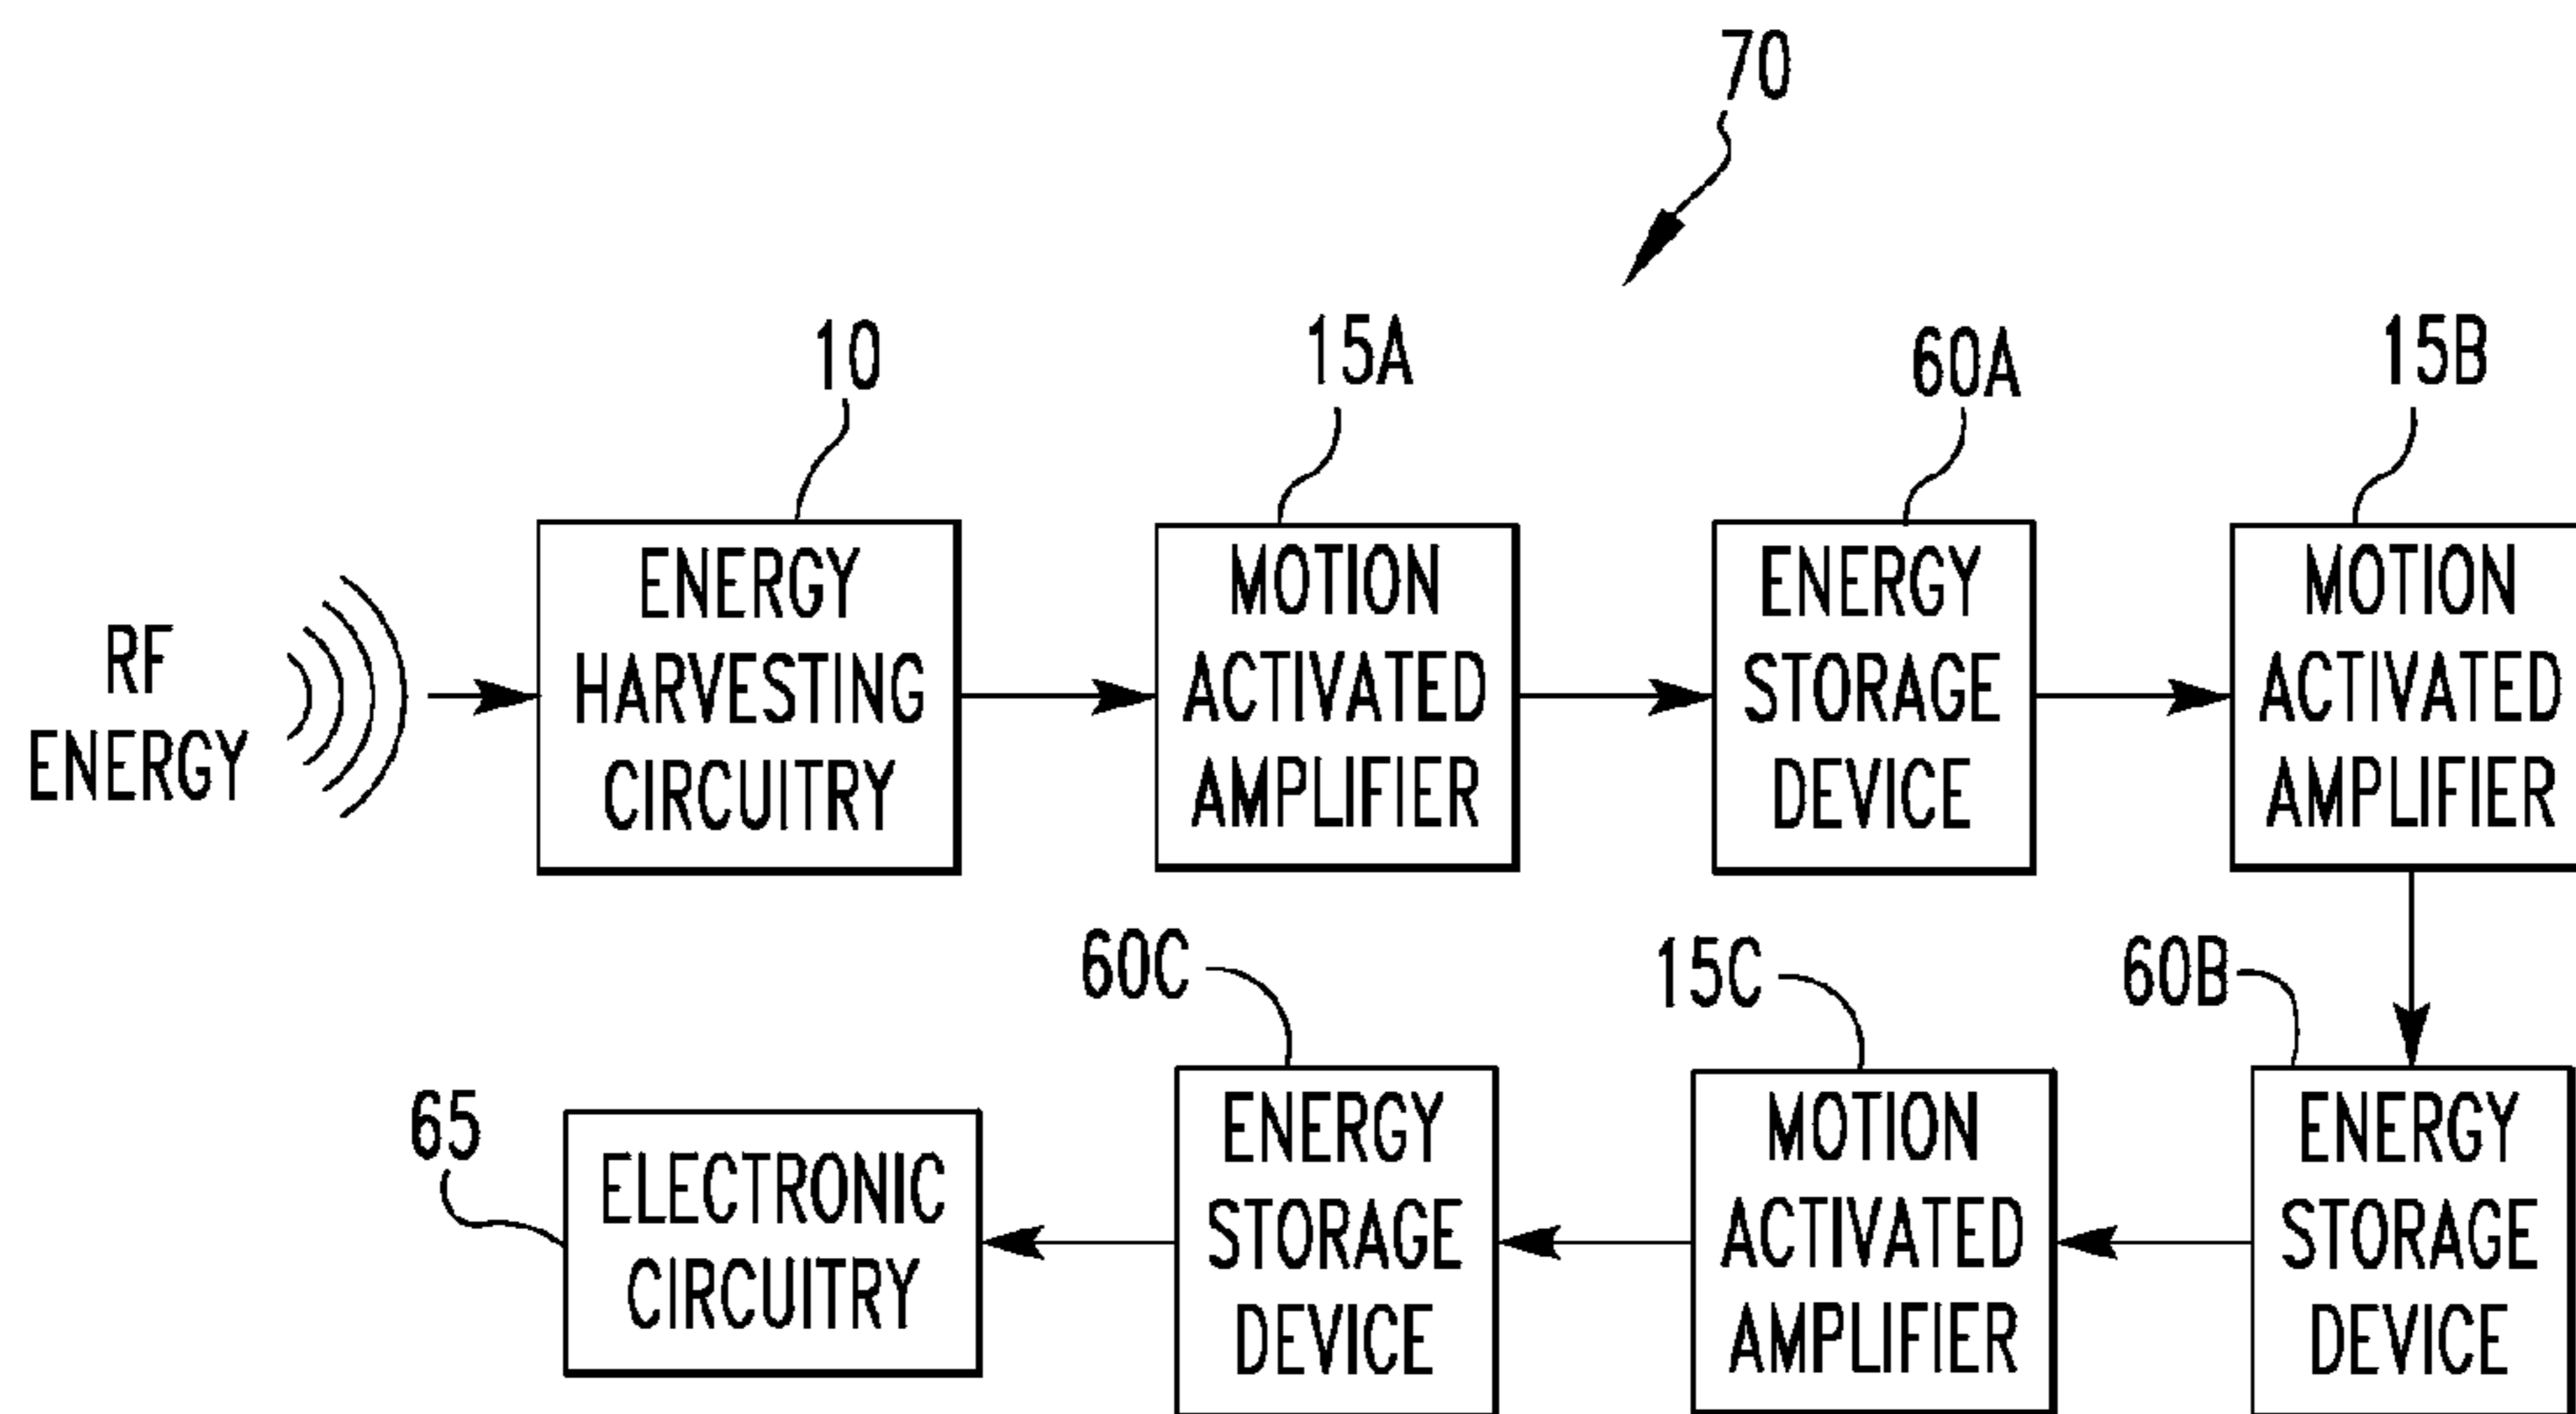 70
10
15A
60A
15B
RF
ENERGY
ENERGY
HARVESTING
CIRCUITRY
MOTION
ACTIVATED
AMPLIFIER
ENERGY
STORAGE
DEVICE
MOTION
ACTIVATED
AMPLIFIER
60C
15C
60B
65
ELECTRONIC
CIRCUITRY
ENERGY
STORAGE
DEVICE
MOTION
ACTIVATED
AMPLIFIER
ENERGY
STORAGE
DEVICE